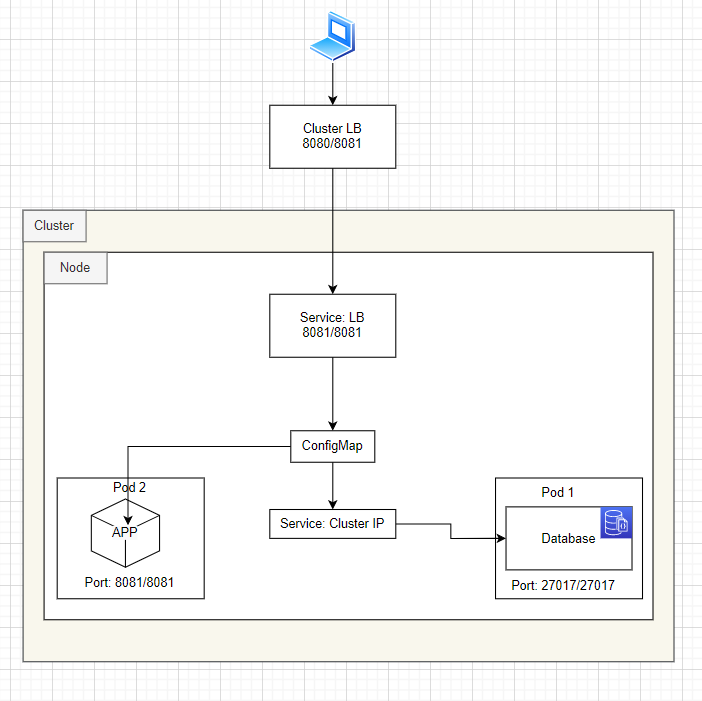 Cluster LB
8080/8081
Cluster
Node
Service: LB
8081/8081
ConfigMap
Pod 2
APP
Port: 8081/8081
Service: Cluster IP
Pod 1
Database
Port: 27017/27017